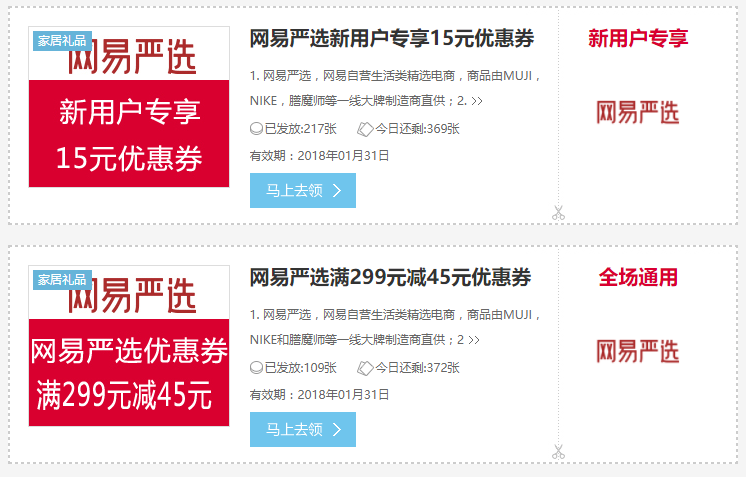 家居礼品
网易严选
新用户专享
15元优惠券
网易严选新用户专享15元优惠券
1. 网易严选，网易自营生活类精选电商，商品由MUJI，
NIKE，膳魔师等一线大牌制造商直供；2. >>
已发放:217张 今日还剩:369张
有效期：2018年01月31日
马上去领 >
新用户专享
网易严选
家居礼品
网易严选
网易严选优惠券
满299元减45元
网易严选满299元减45元优惠券
1. 网易严选，网易自营生活类精选电商，商品由MUJI，
NIKE和膳魔师等一线大牌制造商直供；2 >>
已发放:109张 今日还剩:372张
有效期：2018年01月31日
马上去领 >
全场通用
网易严选